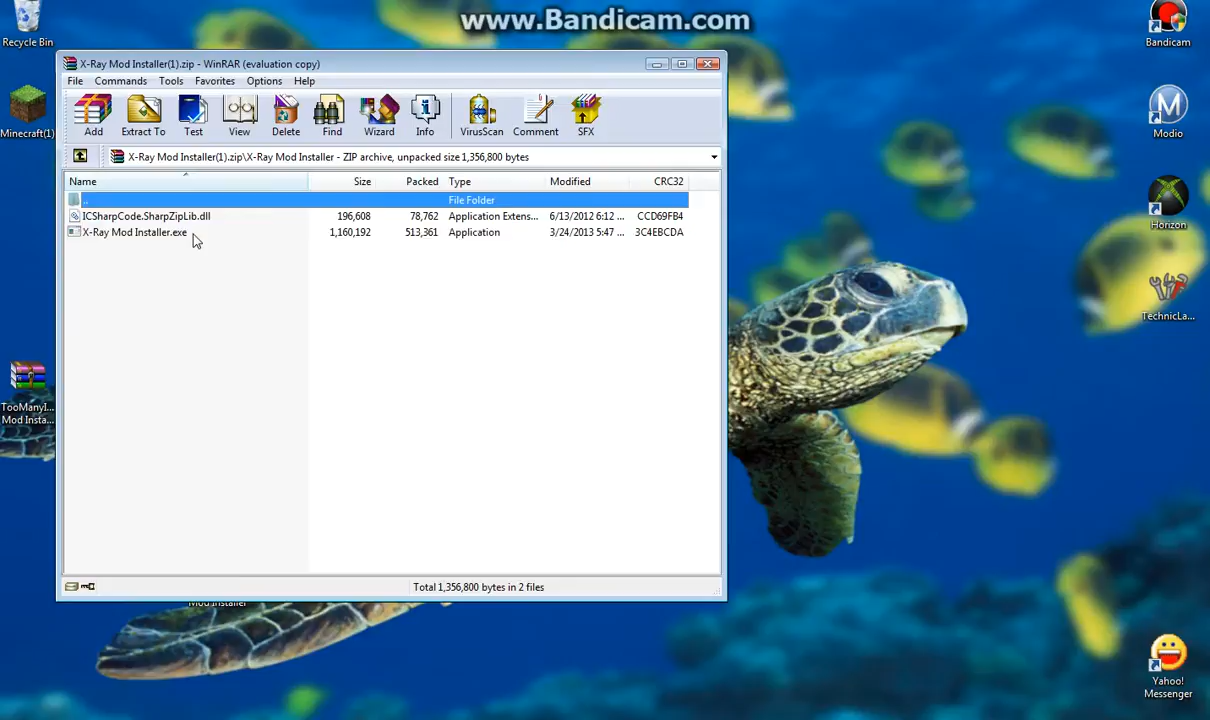 www.Bandicam.com
Recycle Bin
Bandicam
X-Ray Mod Installer(1).zip - WinRAR (evaluation copy)
File Commands Tools Favorites Options Help
Add Extract To Test View Delete Find Wizard Info VirusScan Comment SFX
Minecraft(1)
Modio
X-Ray Mod Installer(1).zip\X-Ray Mod Installer - ZIP archive, unpacked size 1,356,800 bytes
Name Size Packed Type Modified CRC32
.. File Folder
ICSharpCode.SharpZipLib.dll 196,608 78,762 Application Extens... 6/13/2012 6:12 ... CCD69FB4
X-Ray Mod Installer.exe 1,160,192 513,361 Application 3/24/2013 5:47 ... 3C4EBCDA
Horizon
TechnicLa...
TooManyI...
Mod Insta...
Total 1,356,800 bytes in 2 files
Mod Installer
Yahoo!
Messenger